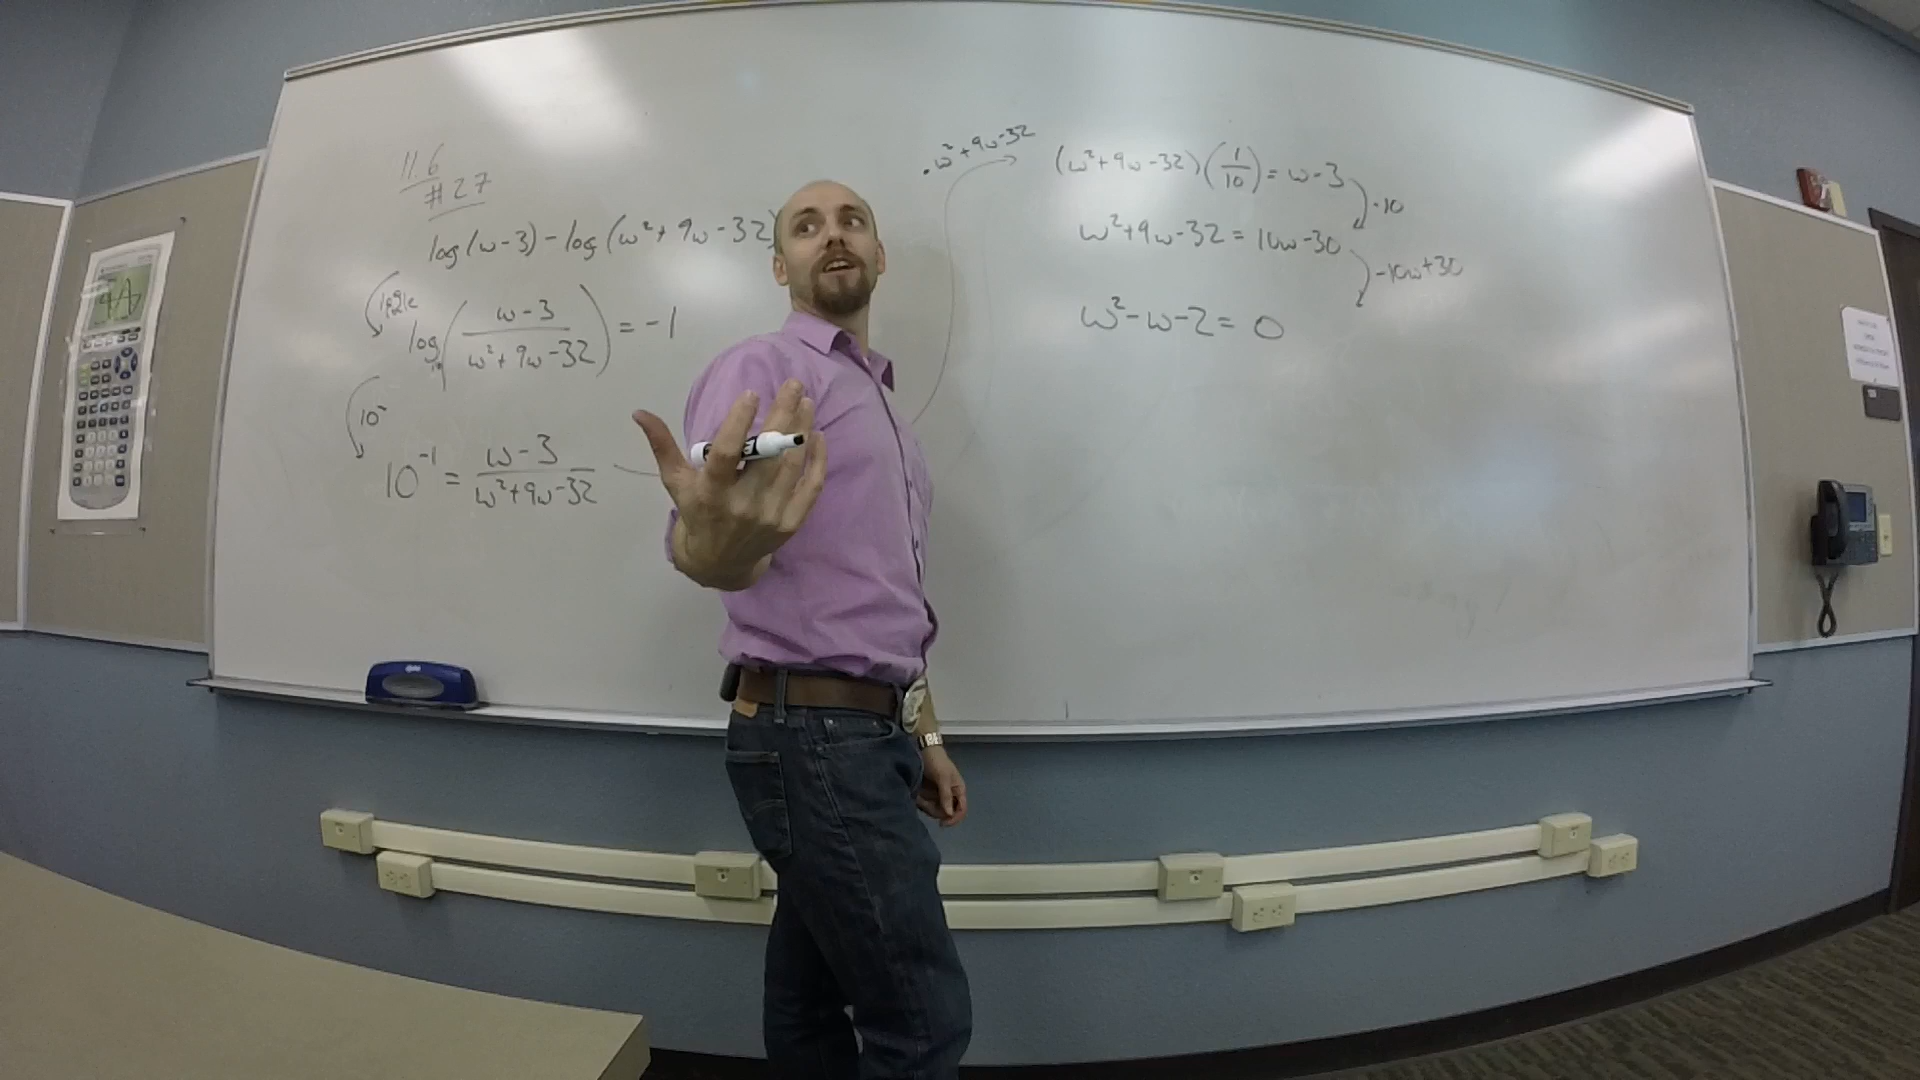 11.6
#27
log(w-3)-log(w²+9w-32)
log₁₀((w-3)/(w²+9w-32)) = -1
10
10⁻¹ = (w-3)/(w²+9w-32)
·w²+9w-32
(w²+9w-32)(1/10) = w-3
·10
w²+9w-32 = 10w-30
-10w+30
w²-w-2 = 0